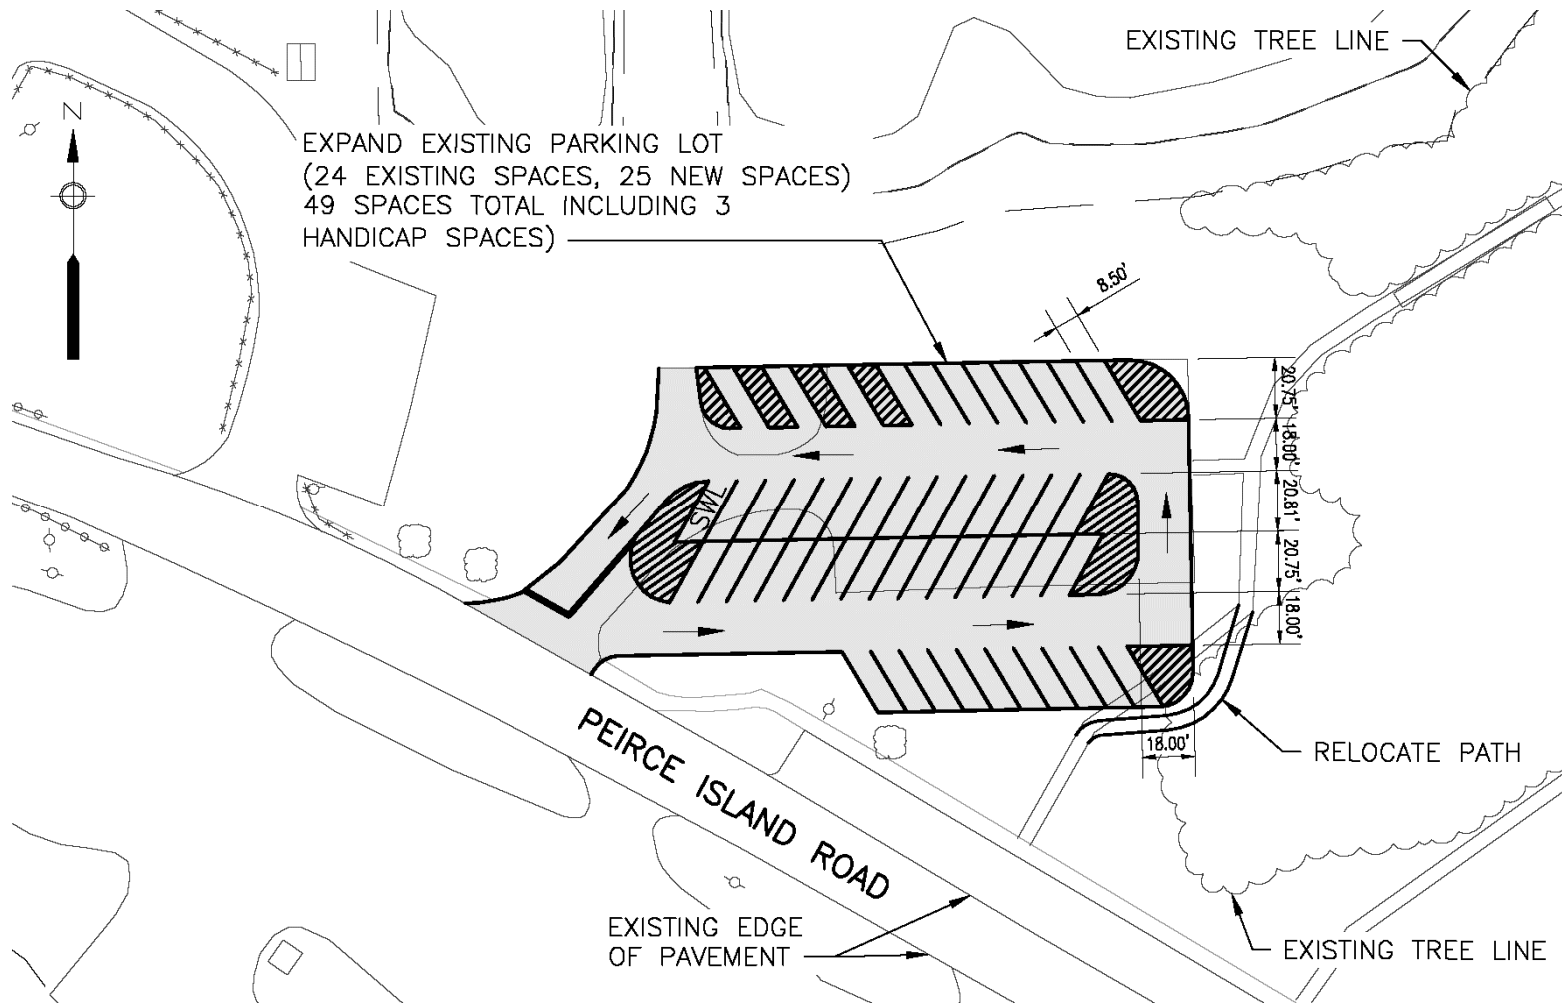 EXISTING TREE LINE
N
EXPAND EXISTING PARKING LOT
(24 EXISTING SPACES, 25 NEW SPACES)
49 SPACES TOTAL INCLUDING 3
HANDICAP SPACES)
8.50'
20.75'
18.00'
20.81'
20.75'
18.00'
SWL
18.00'
RELOCATE PATH
PEIRCE ISLAND ROAD
EXISTING EDGE
OF PAVEMENT
EXISTING TREE LINE